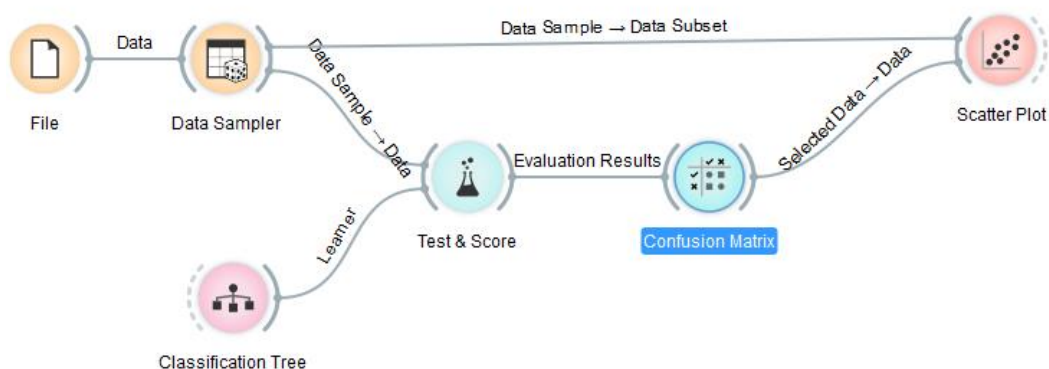 Data
Data Sample → Data Subset
File
Data Sampler
Scatter Plot
Data Sample → Data
Selected Data → Data
Evaluation Results
Learner
Test & Score
Confusion Matrix
Classification Tree